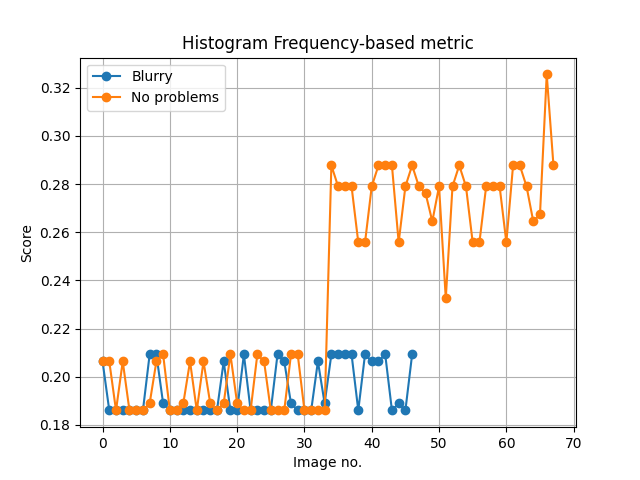 Histogram Frequency-based metric
Blurry
No problems
Score
0.32
0.30
0.28
0.26
0.24
0.22
0.20
0.18
0 10 20 30 40 50 60 70
Image no.